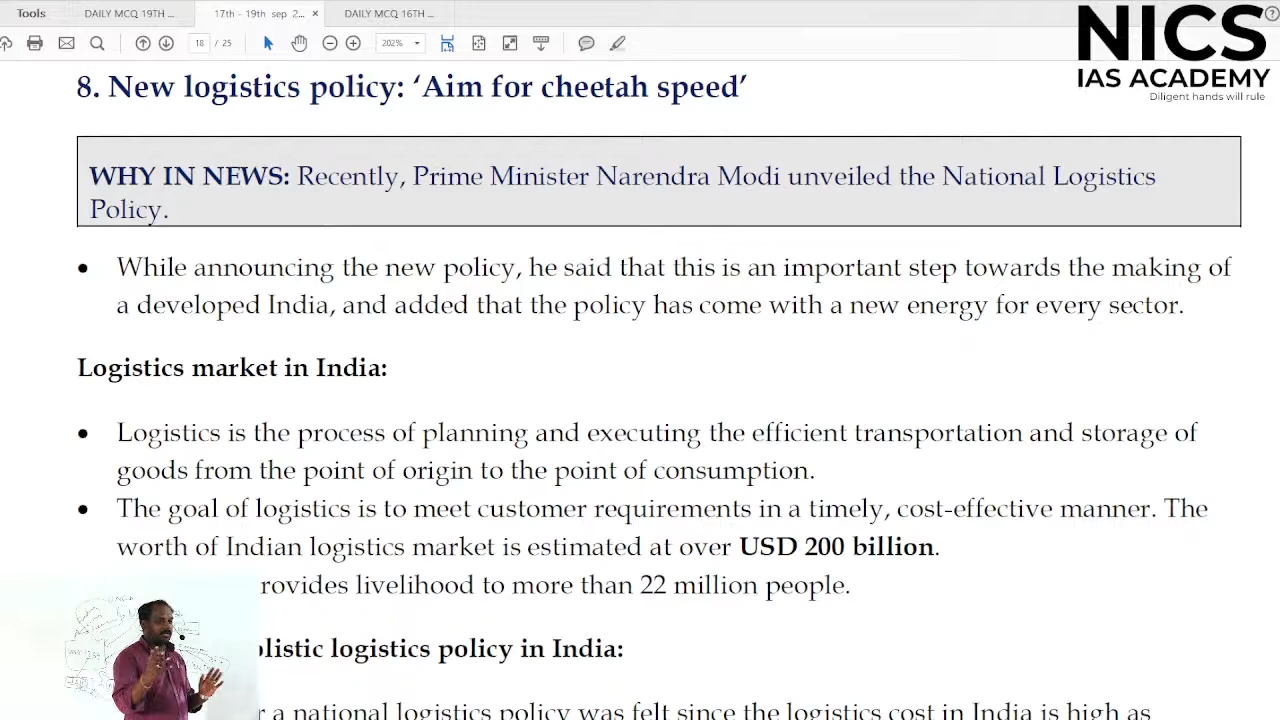 Tools
DAILY MCQ 19TH ...
17th - 19th sep 2...
×
DAILY MCQ 16TH ...
18 / 25
202%
NICS
IAS ACADEMY
Diligent hands will rule
8. New logistics policy: ‘Aim for cheetah speed’
WHY IN NEWS: Recently, Prime Minister Narendra Modi unveiled the National Logistics
Policy.
• While announcing the new policy, he said that this is an important step towards the making of
a developed India, and added that the policy has come with a new energy for every sector.
Logistics market in India:
• Logistics is the process of planning and executing the efficient transportation and storage of
goods from the point of origin to the point of consumption.
• The goal of logistics is to meet customer requirements in a timely, cost-effective manner. The
worth of Indian logistics market is estimated at over USD 200 billion.
rovides livelihood to more than 22 million people.
listic logistics policy in India:
r a national logistics policy was felt since the logistics cost in India is high as